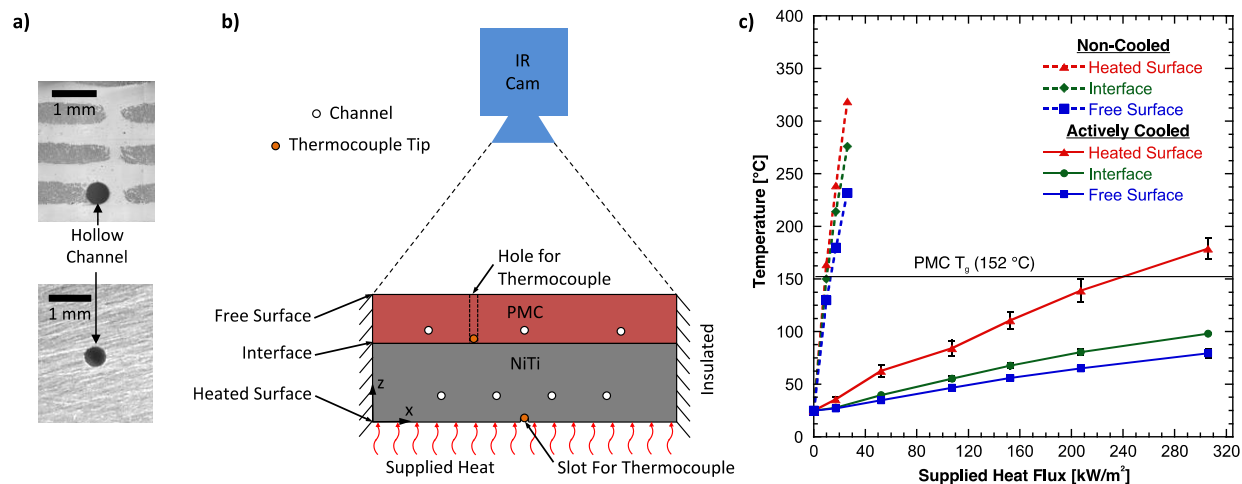 a)
1 mm
Hollow
Channel
1 mm
b)
IR
Cam
Channel
Thermocouple Tip
Hole for
Thermocouple
Free Surface
PMC
Interface
NiTi
Insulated
z
Heated Surface
x
Supplied Heat
Slot For Thermocouple
c)
400
350
300
250
200
150
100
50
0
Temperature [°C]
Non-Cooled
Heated Surface
Interface
Free Surface
Actively Cooled
Heated Surface
Interface
Free Surface
PMC Tg (152 °C)
0 40 80 120 160 200 240 280 320
Supplied Heat Flux [kW/m²]